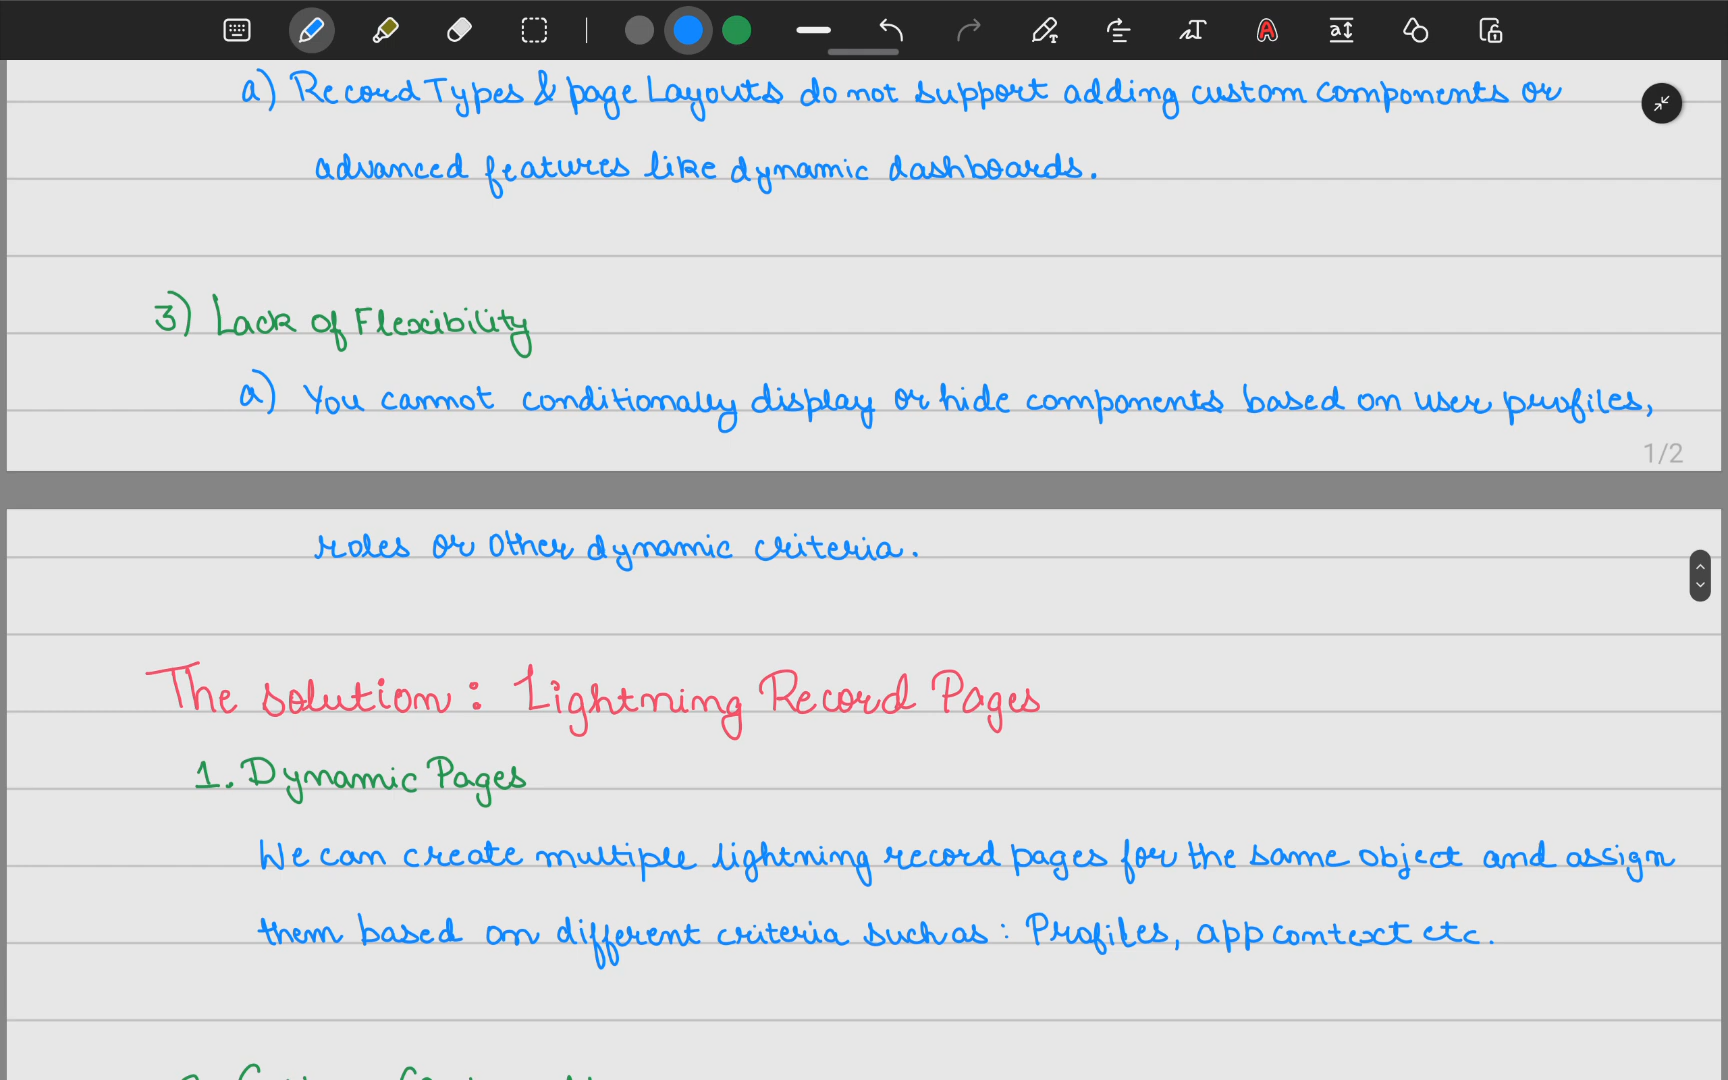 a) Record Types & page Layouts do not support adding custom components or
advanced features like dynamic dashboards.
3) Lack of Flexibility
a) You cannot conditionally display or hide components based on user profiles,
1/2
roles or other dynamic criteria.
The solution: Lightning Record Pages
1. Dynamic Pages
We can create multiple lightning record pages for the same object and assign
them based on different criteria such as: Profiles, app context etc.